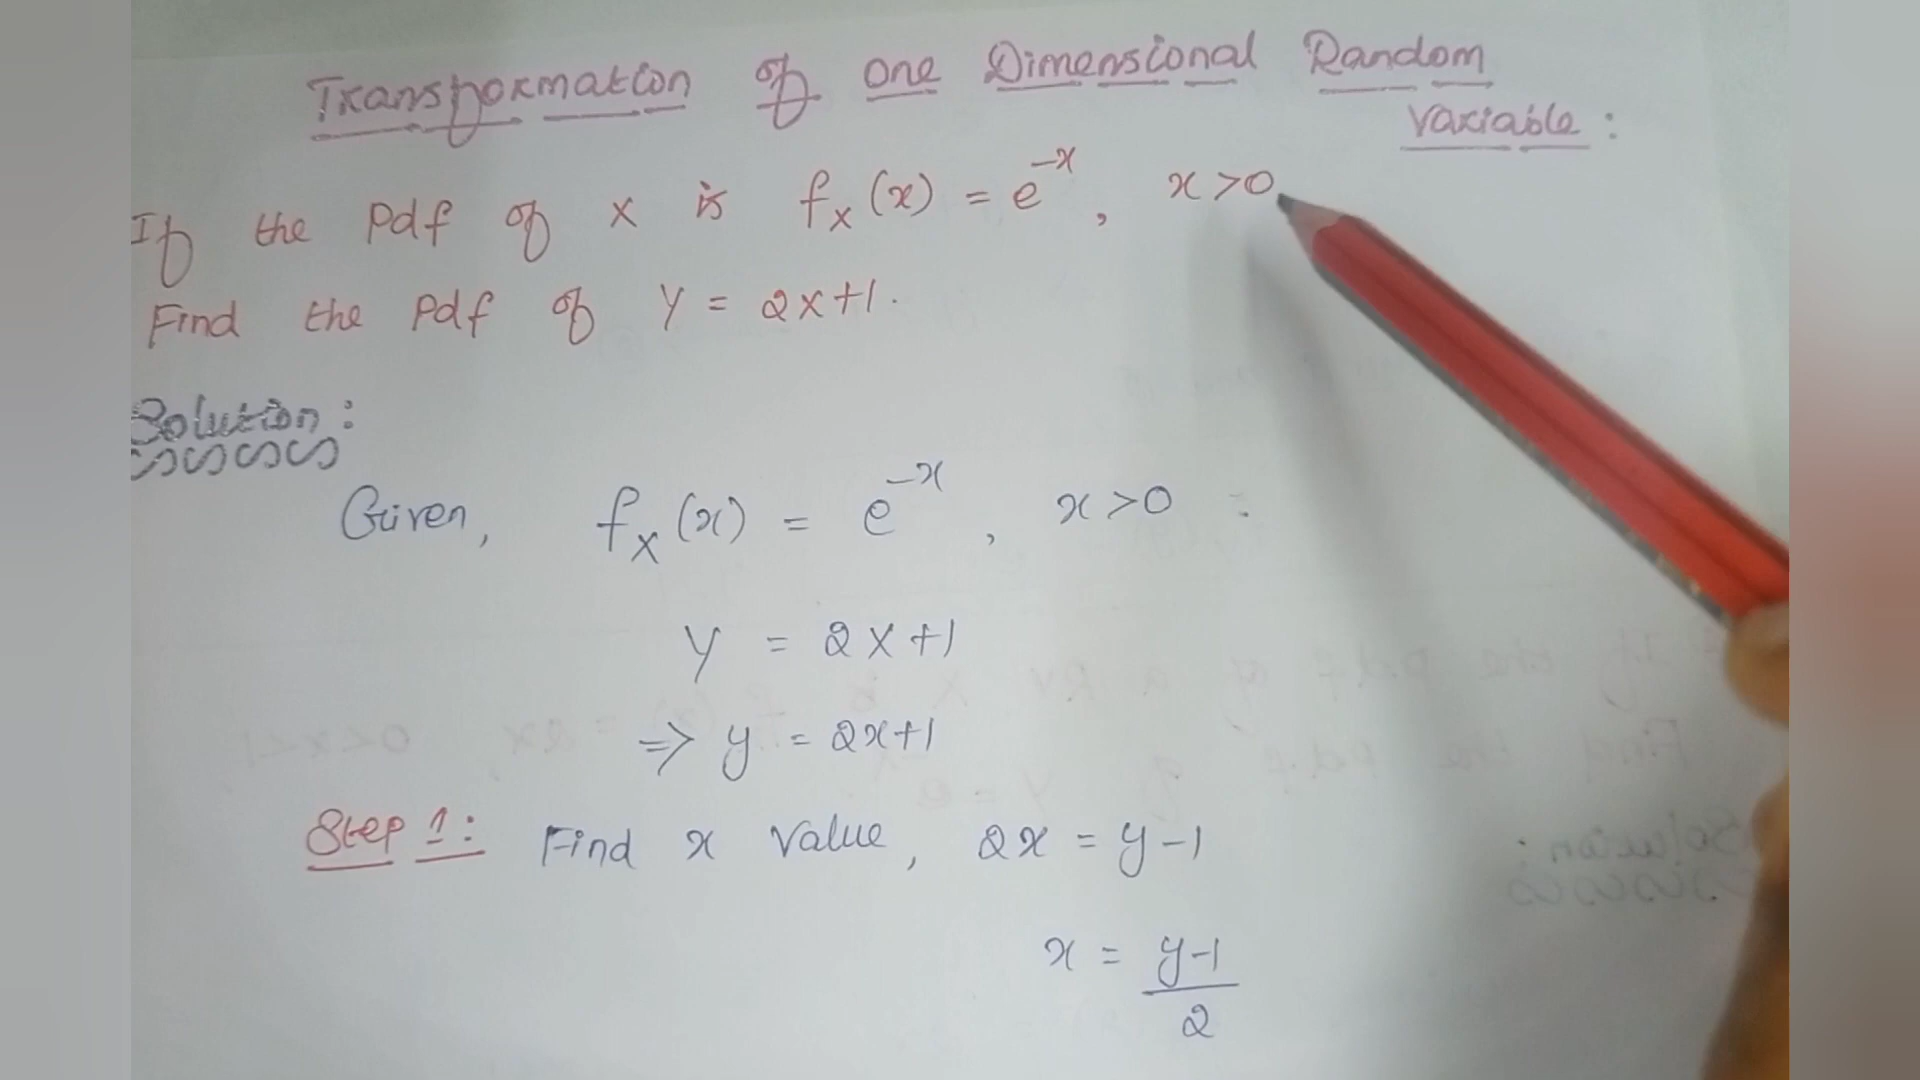 Transformation of One Dimensional Random
Variable:
If the Pdf of X is fₓ(x) = e⁻ˣ, x>0
Find the Pdf of Y = 2X+1.
Solution:
Given, fₓ(x) = e⁻ˣ, x>0
Y = 2X+1
⇒ y = 2x+1
Step 1: Find x Value, 2x = y-1
x = y-1
2